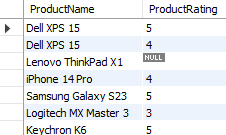 ProductName ProductRating
Dell XPS 15 5
Dell XPS 15 4
Lenovo ThinkPad X1 NULL
iPhone 14 Pro 4
Samsung Galaxy S23 5
Logitech MX Master 3 3
Keychron K6 5